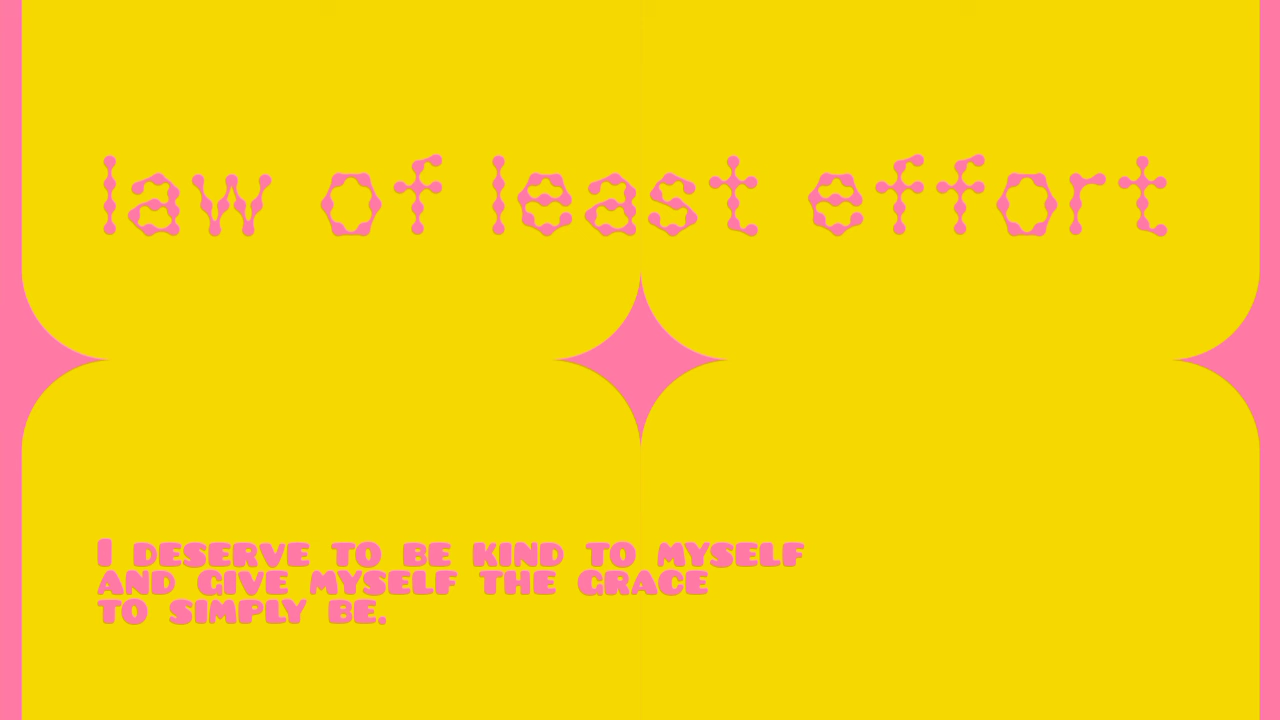 law of least effort
I DESERVE TO BE KIND TO MYSELF
AND GIVE MYSELF THE GRACE
TO SIMPLY BE.